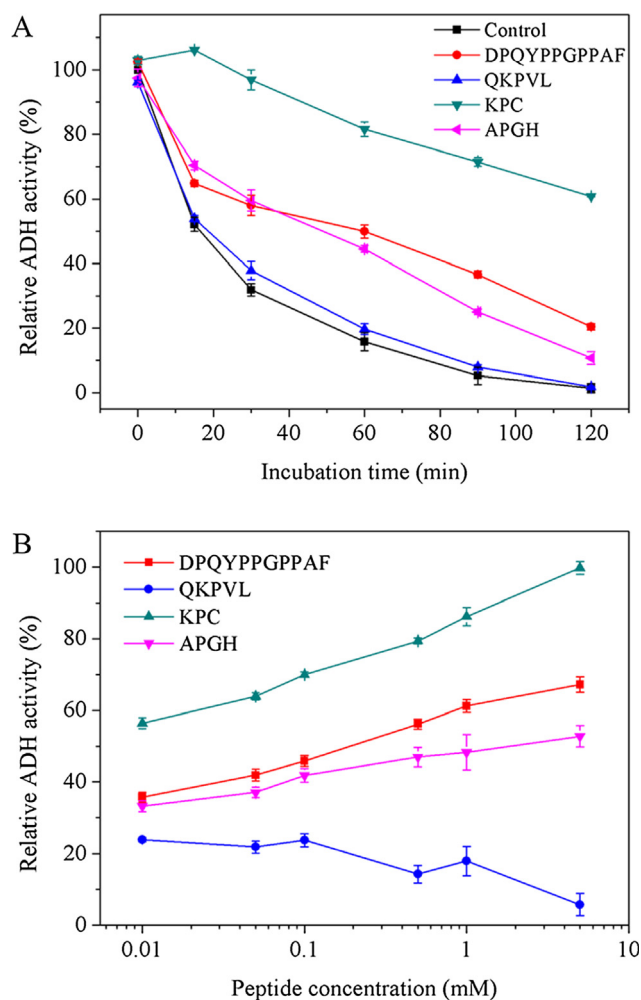 A
Control
DPQYPPGPPAF
QKPVL
KPC
APGH
Relative ADH activity (%)
100
80
60
40
20
0
0 20 40 60 80 100 120
Incubation time (min)
B
DPQYPPGPPAF
QKPVL
KPC
APGH
Relative ADH activity (%)
100
80
60
40
20
0
0.01 0.1 1 10
Peptide concentration (mM)